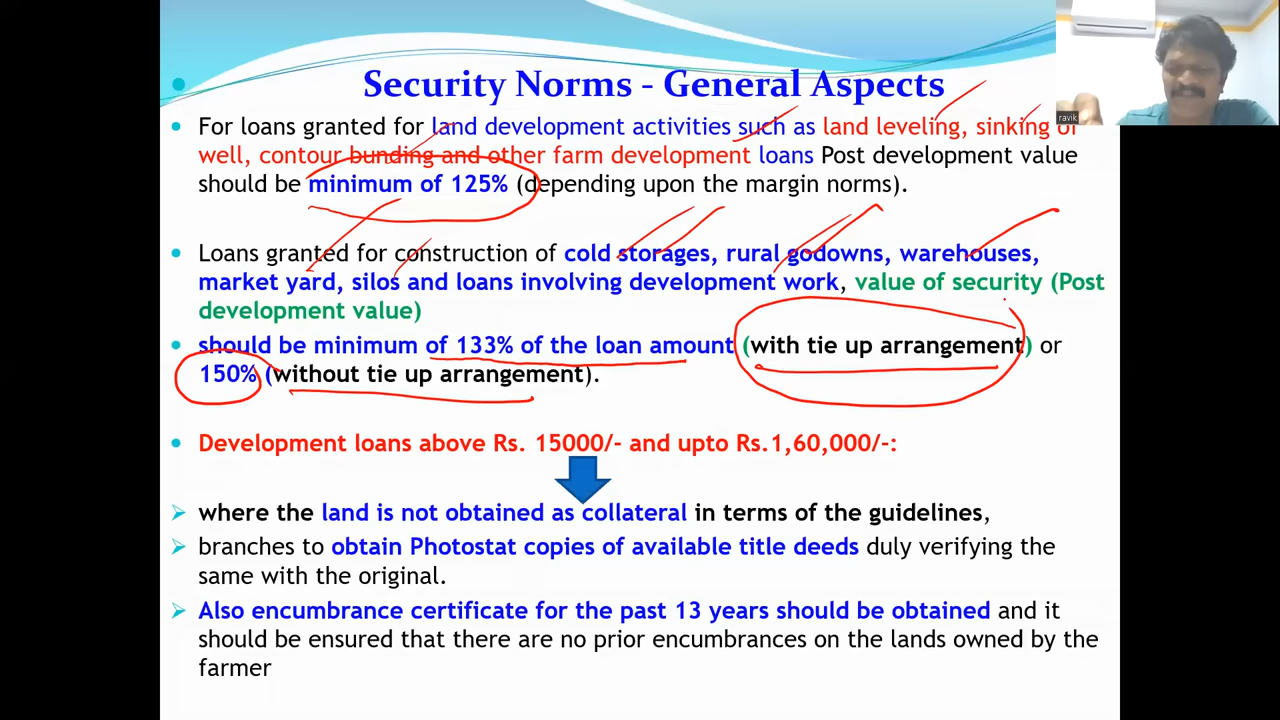 Security Norms - General Aspects
For loans granted for land development activities such as land leveling, sinking of
well, contour bunding and other farm development loans Post development value
should be minimum of 125% (depending upon the margin norms).
Loans granted for construction of cold storages, rural godowns, warehouses,
market yard, silos and loans involving development work, value of security (Post
development value)
should be minimum of 133% of the loan amount (with tie up arrangement) or
150% (without tie up arrangement).
Development loans above Rs. 15000/- and upto Rs.1,60,000/-:
where the land is not obtained as collateral in terms of the guidelines,
branches to obtain Photostat copies of available title deeds duly verifying the
same with the original.
Also encumbrance certificate for the past 13 years should be obtained and it
should be ensured that there are no prior encumbrances on the lands owned by the
farmer
ravik